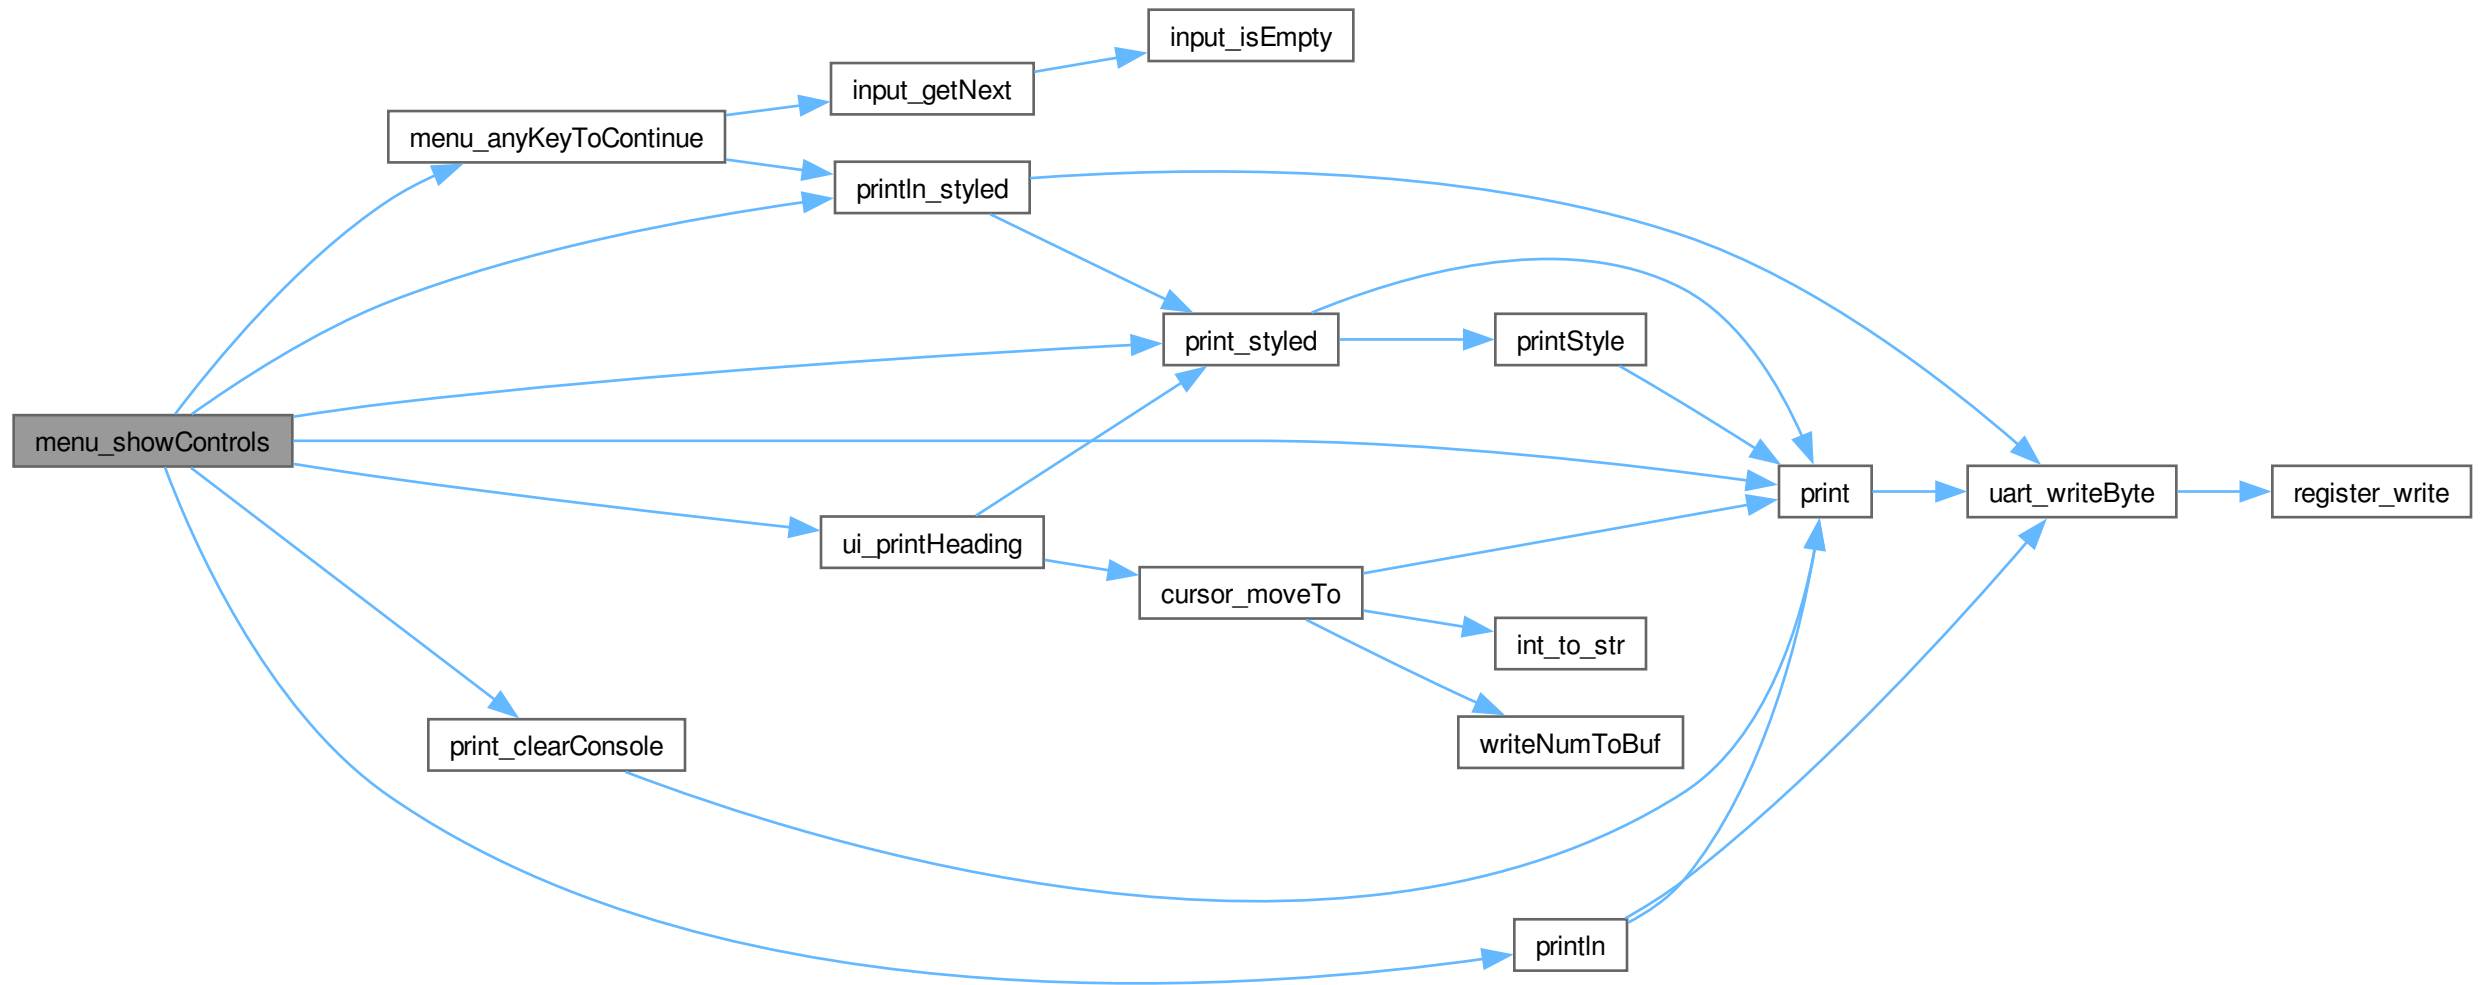 input_isEmpty
input_getNext
menu_anyKeyToContinue
println_styled
print_styled
printStyle
menu_showControls
print
uart_writeByte
register_write
ui_printHeading
cursor_moveTo
int_to_str
print_clearConsole
writeNumToBuf
println